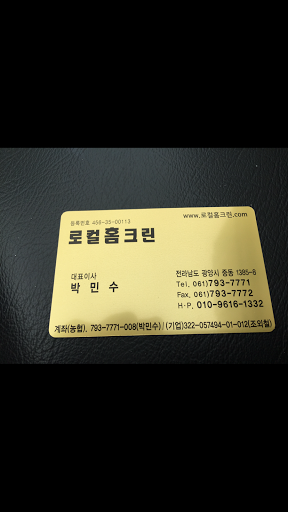 등록번호 458-35-00113
www.로컬홈크린.com
로컬홈크린
대표이사
박 민 수
전라남도 광양시 중동 1385-8
Tel. 061)793-7771
Fax. 061)793-7772
H·P. 010-9616-1332
계좌(농협), 793-7771-008(박민수) / (기업)322-057494-01-012(조의철)